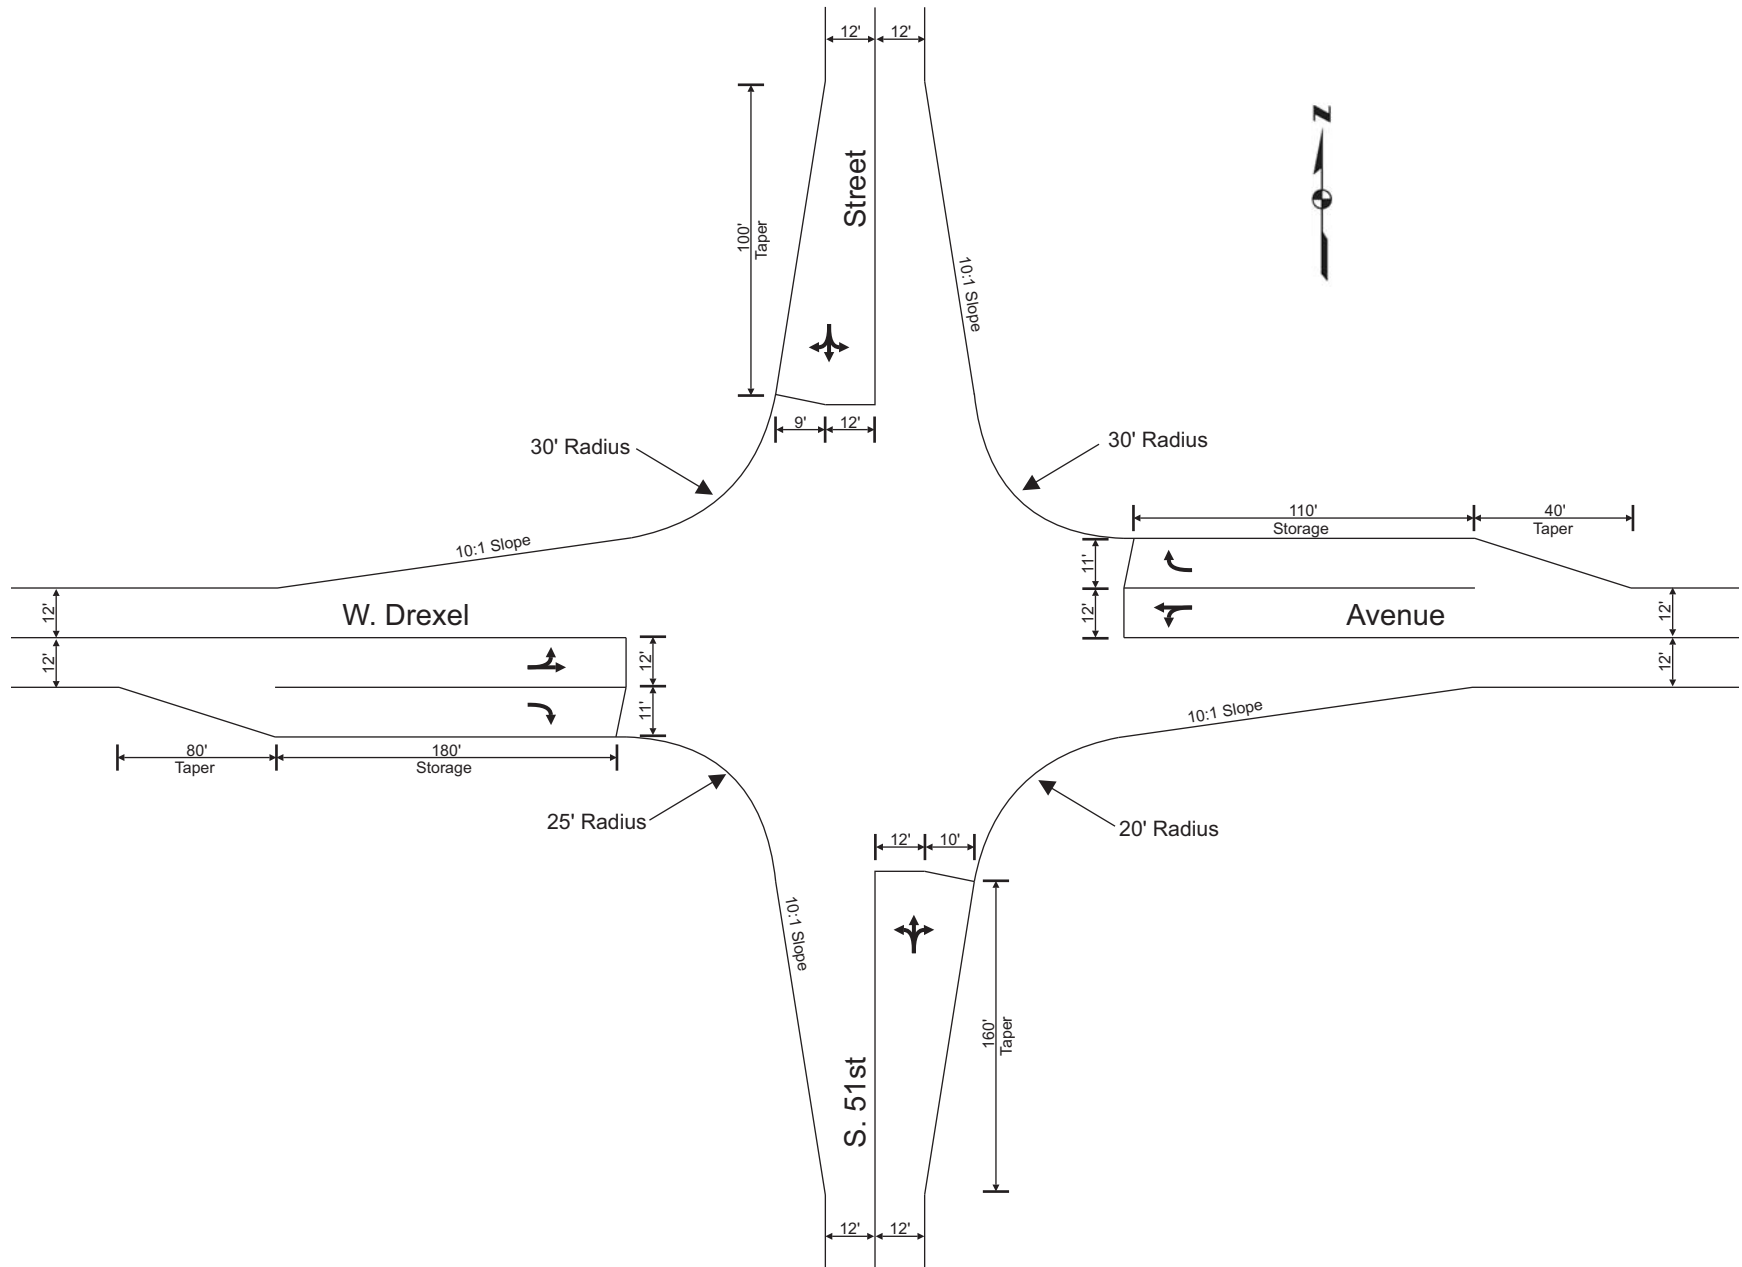 12' 12'
N
100'
Taper
Street
10:1 Slope
9' 12'
30' Radius
30' Radius
110'
Storage
40'
Taper
10:1 Slope
11'
12'
W. Drexel
12'
12'
12'
11'
Avenue
12'
12'
10:1 Slope
80'
Taper
180'
Storage
25' Radius
20' Radius
12' 10'
10:1 Slope
160'
Taper
S. 51st
12' 12'